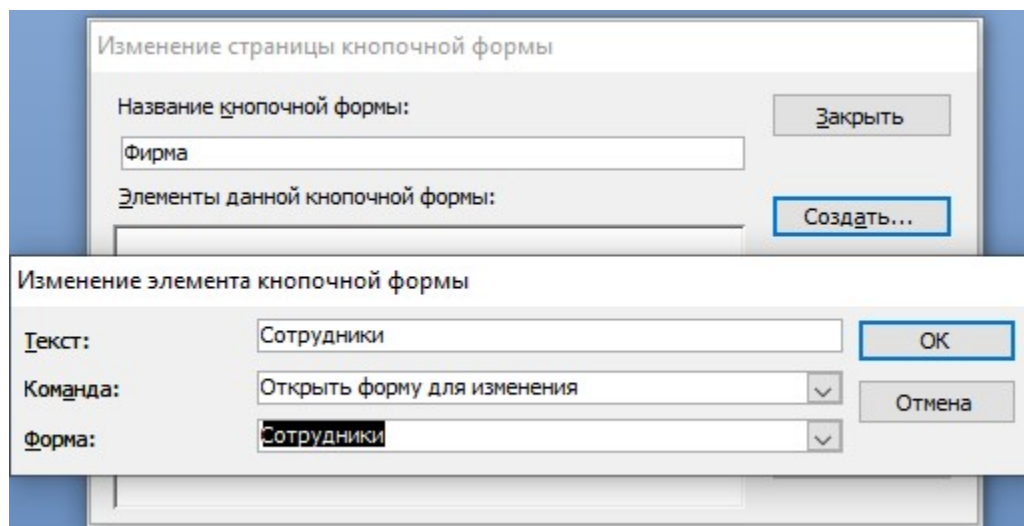 Изменение страницы кнопочной формы
Название кнопочной формы:
Закрыть
Фирма
Элементы данной кнопочной формы:
Создать...
Изменение элемента кнопочной формы
Текст: Сотрудники ОК
Команда: Открыть форму для изменения Отмена
Форма: Сотрудники